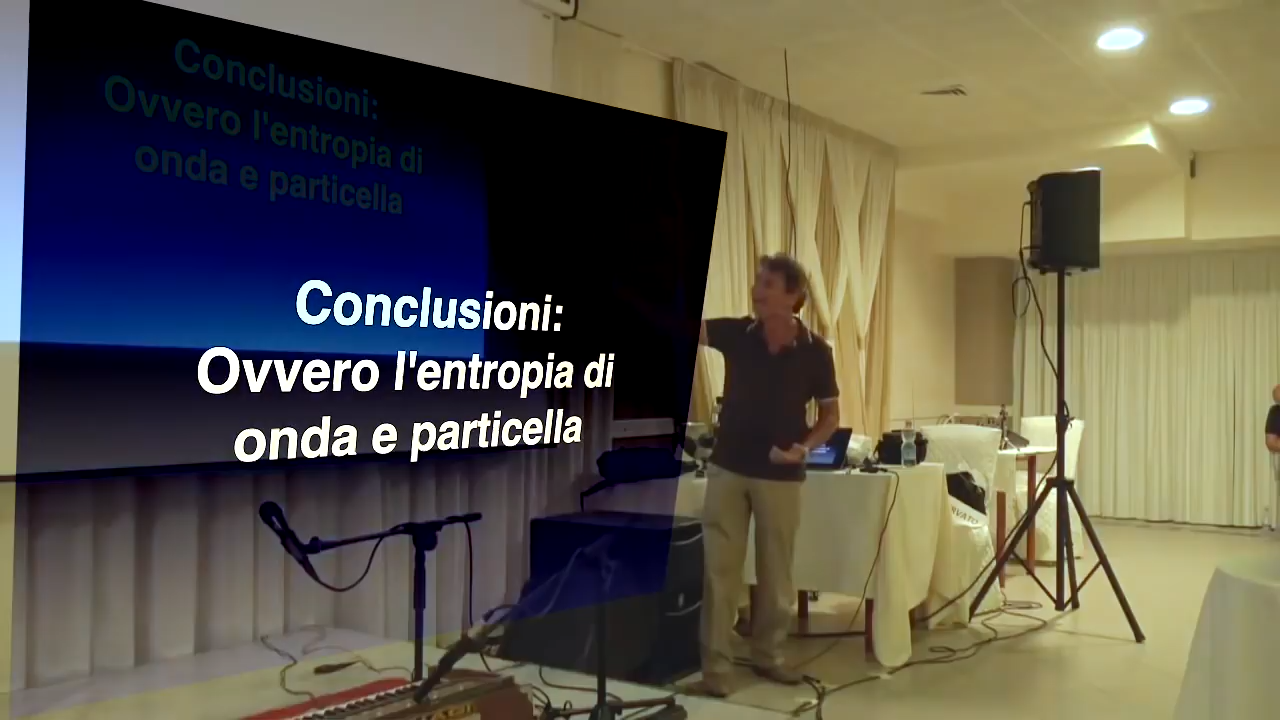 Conclusioni:
Ovvero l'entropia di
onda e particella
Conclusioni:
Ovvero l'entropia di
onda e particella